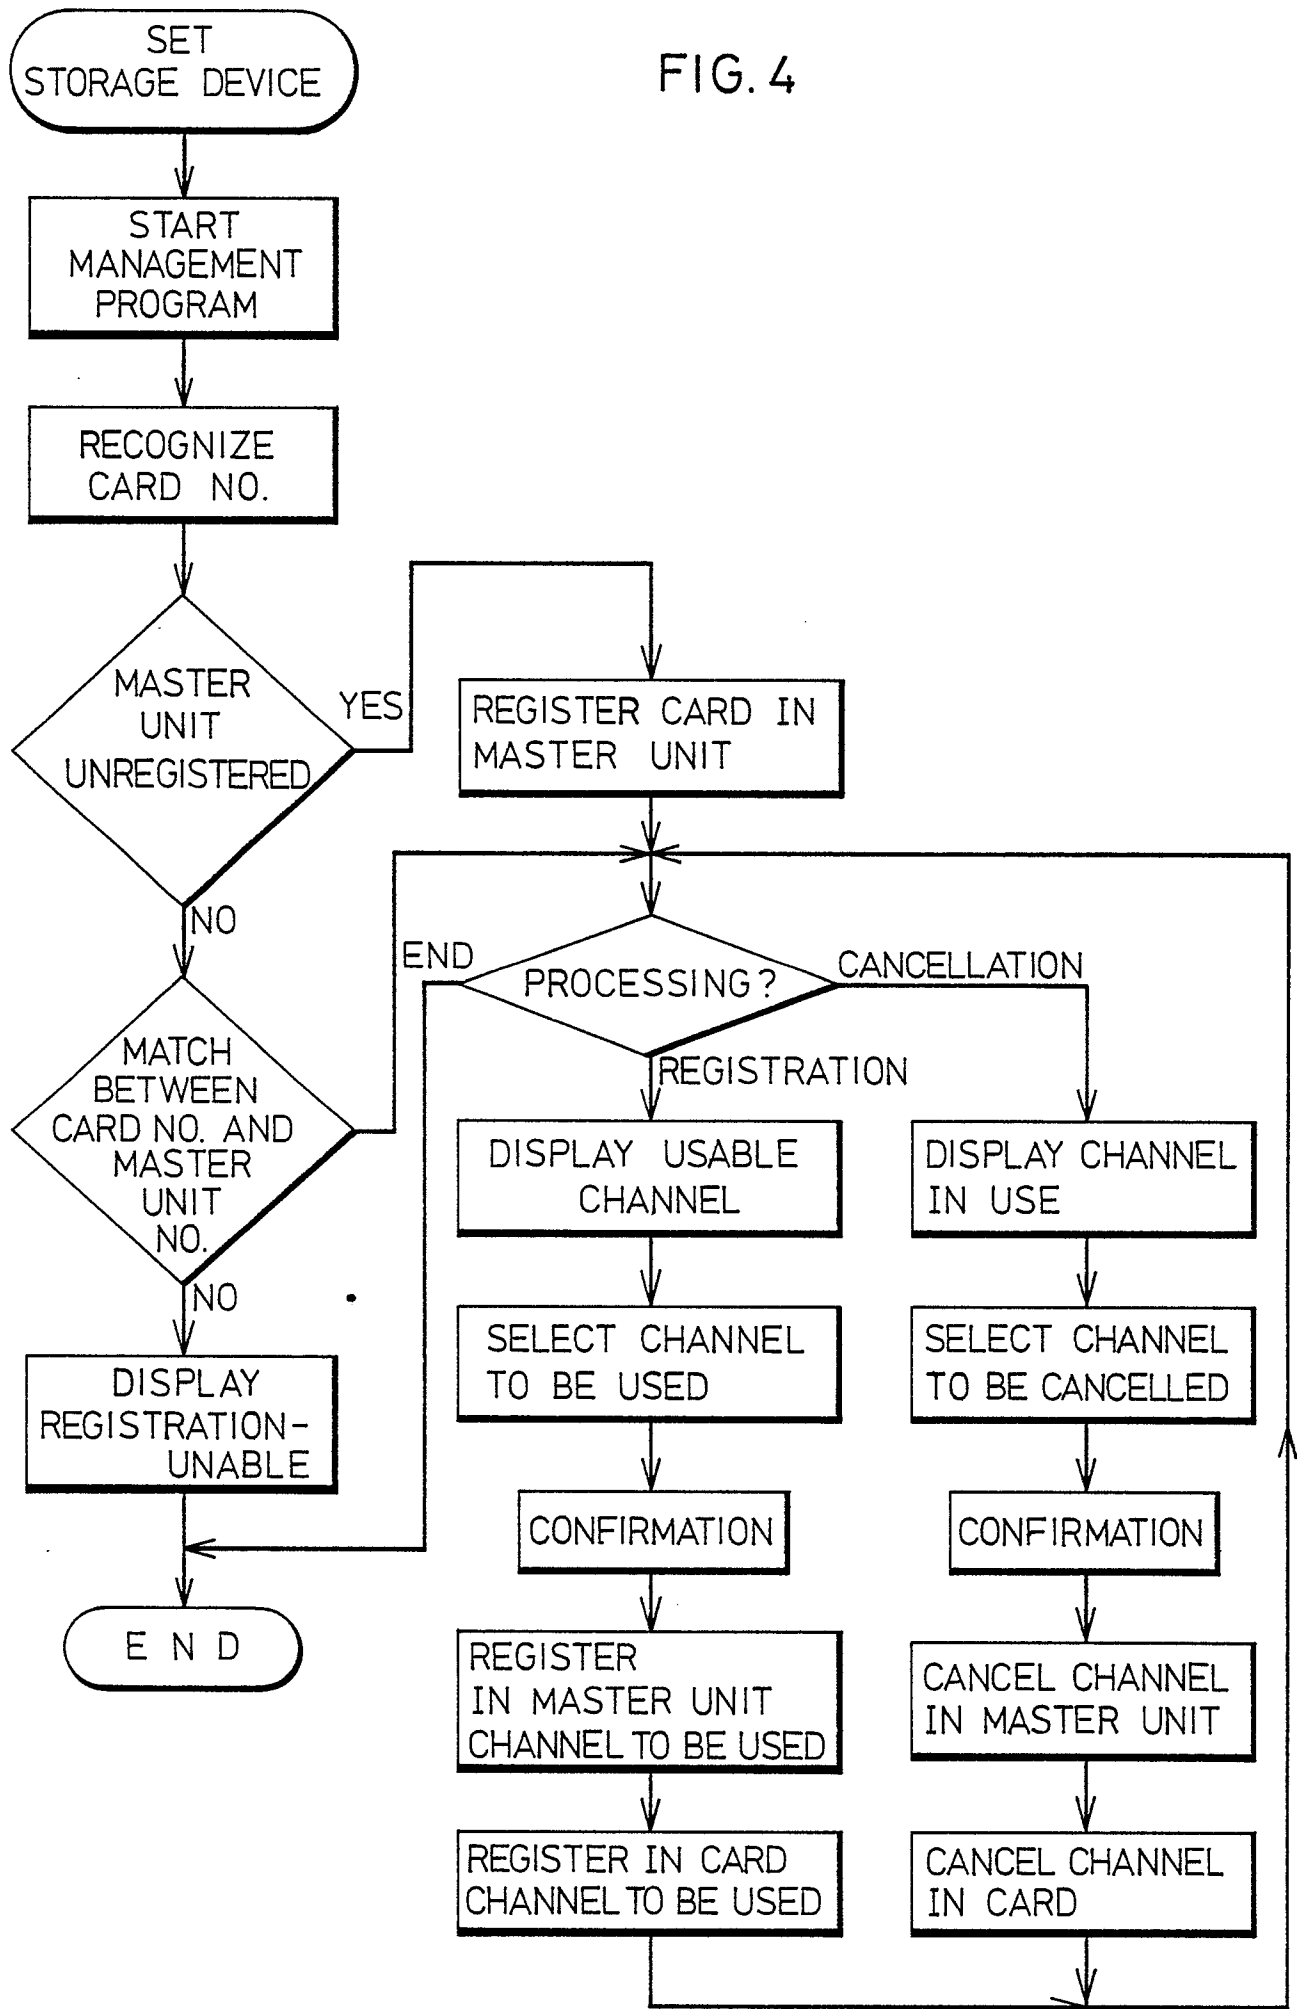 FIG. 4
SET
STORAGE DEVICE
START
MANAGEMENT
PROGRAM
RECOGNIZE
CARD NO.
MASTER
UNIT
UNREGISTERED
YES
NO
REGISTER CARD IN
MASTER UNIT
MATCH
BETWEEN
CARD NO. AND
MASTER
UNIT
NO.
NO
DISPLAY
REGISTRATION-
UNABLE
END
PROCESSING?
END
CANCELLATION
REGISTRATION
DISPLAY USABLE
CHANNEL
SELECT CHANNEL
TO BE USED
CONFIRMATION
REGISTER
IN MASTER UNIT
CHANNEL TO BE USED
REGISTER IN CARD
CHANNEL TO BE USED
DISPLAY CHANNEL
IN USE
SELECT CHANNEL
TO BE CANCELLED
CONFIRMATION
CANCEL CHANNEL
IN MASTER UNIT
CANCEL CHANNEL
IN CARD